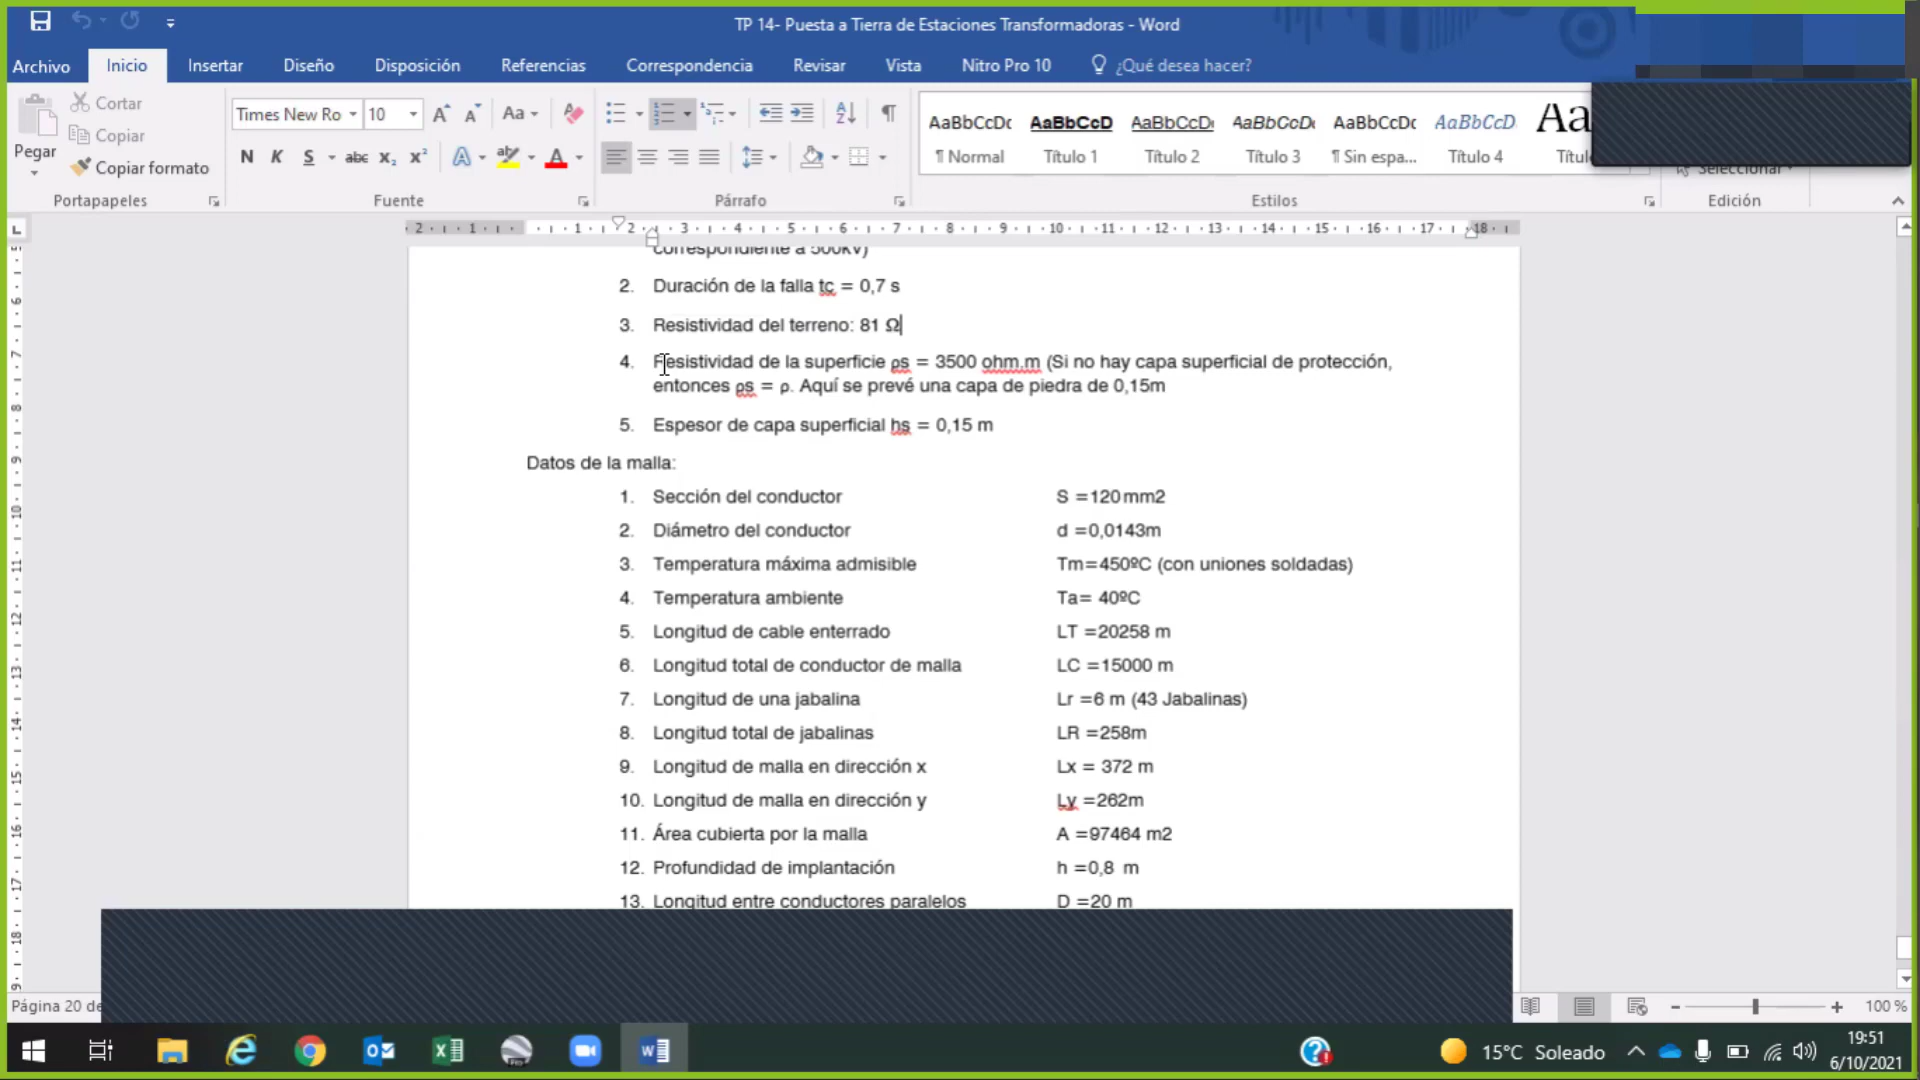 TP 14- Puesta a Tierra de Estaciones Transformadoras - Word
Archivo Inicio Insertar Diseño Disposición Referencias Correspondencia Revisar Vista Nitro Pro 10 ¿Qué desea hacer?
Pegar
Cortar
Copiar
Copiar formato
Portapapeles
Times New Ro 10
Fuente
Párrafo
AaBbCcDc AaBbCcD AaBbCcD AaBbCcD AaBbCcDc AaBbCcD Aa
¶ Normal Título 1 Título 2 Título 3 ¶ Sin espa... Título 4
Estilos
Seleccionar
Edición
correspondiente a 500kV)
2. Duración de la falla tc = 0,7 s
3. Resistividad del terreno: 81 Ω
4. Resistividad de la superficie ρs = 3500 ohm.m (Si no hay capa superficial de protección,
entonces ρs = ρ. Aquí se prevé una capa de piedra de 0,15m
5. Espesor de capa superficial hs = 0,15 m
Datos de la malla:
1. Sección del conductor S =120mm2
2. Diámetro del conductor d =0,0143m
3. Temperatura máxima admisible Tm=450ºC (con uniones soldadas)
4. Temperatura ambiente Ta= 40ºC
5. Longitud de cable enterrado LT =20258 m
6. Longitud total de conductor de malla LC =15000 m
7. Longitud de una jabalina Lr =6 m (43 Jabalinas)
8. Longitud total de jabalinas LR =258m
9. Longitud de malla en dirección x Lx = 372 m
10. Longitud de malla en dirección y Ly =262m
11. Área cubierta por la malla A =97464 m2
12. Profundidad de implantación h =0,8 m
13. Longitud entre conductores paralelos D =20 m
Página 20 de
100 %
15°C Soleado
19:51
6/10/2021